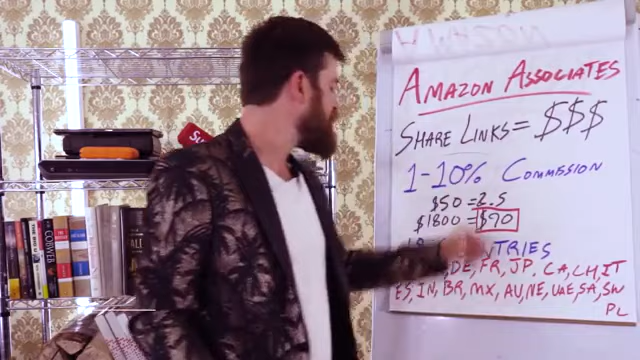 AMAZON ASSOCIATES
SHARE LINKS= $$$
1-10% COMMISSION
$50 = 2.5
$1800 = $90
DE, FR, JP, CA, CH, IT
ES, IN, BR, MX, AU, NE, UAE, SA, SW
PL
COBWEB